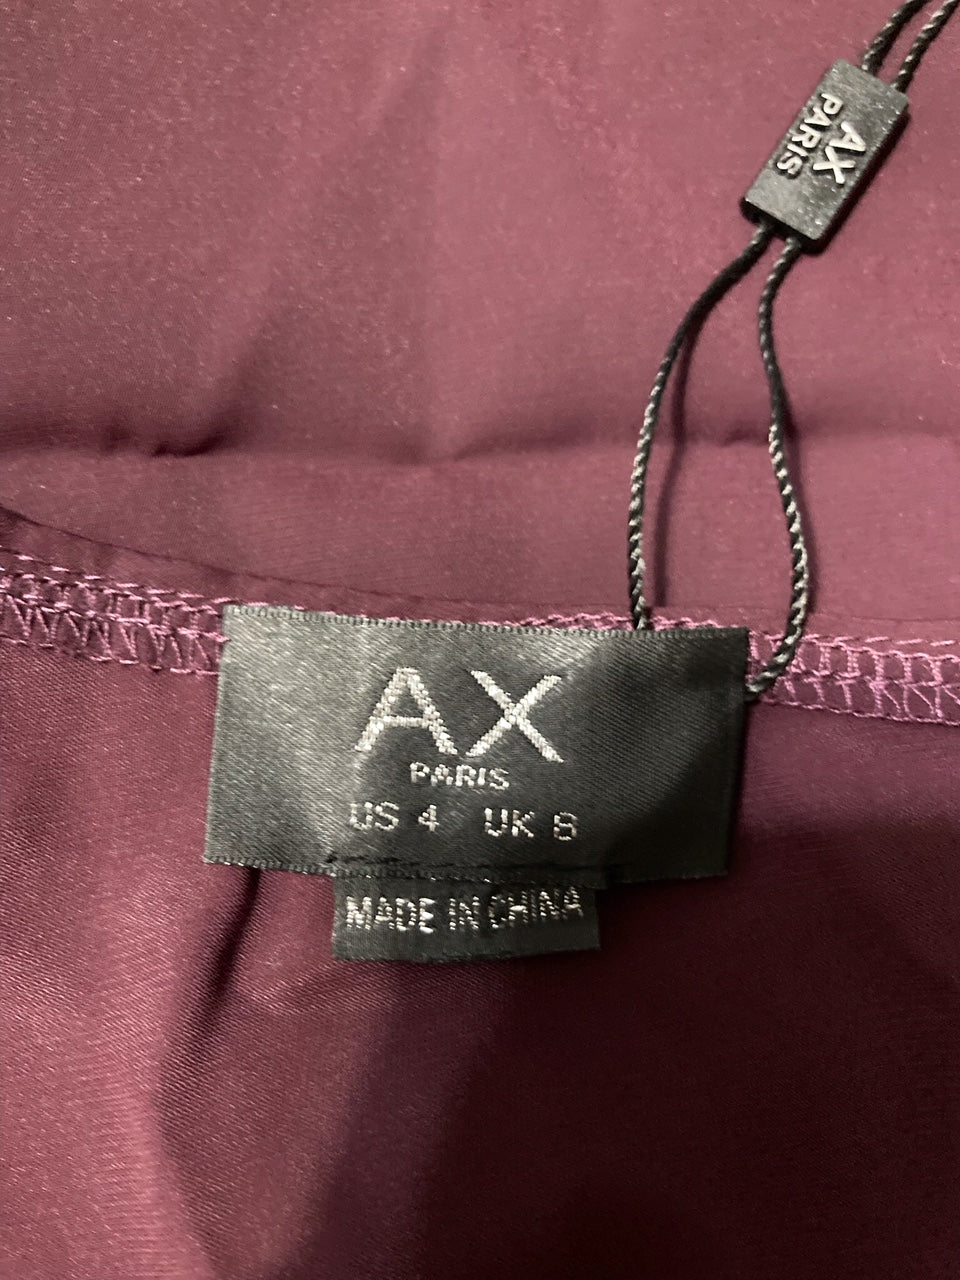 AX
PARIS
AX
PARIS
US 4 UK 8
MADE IN CHINA